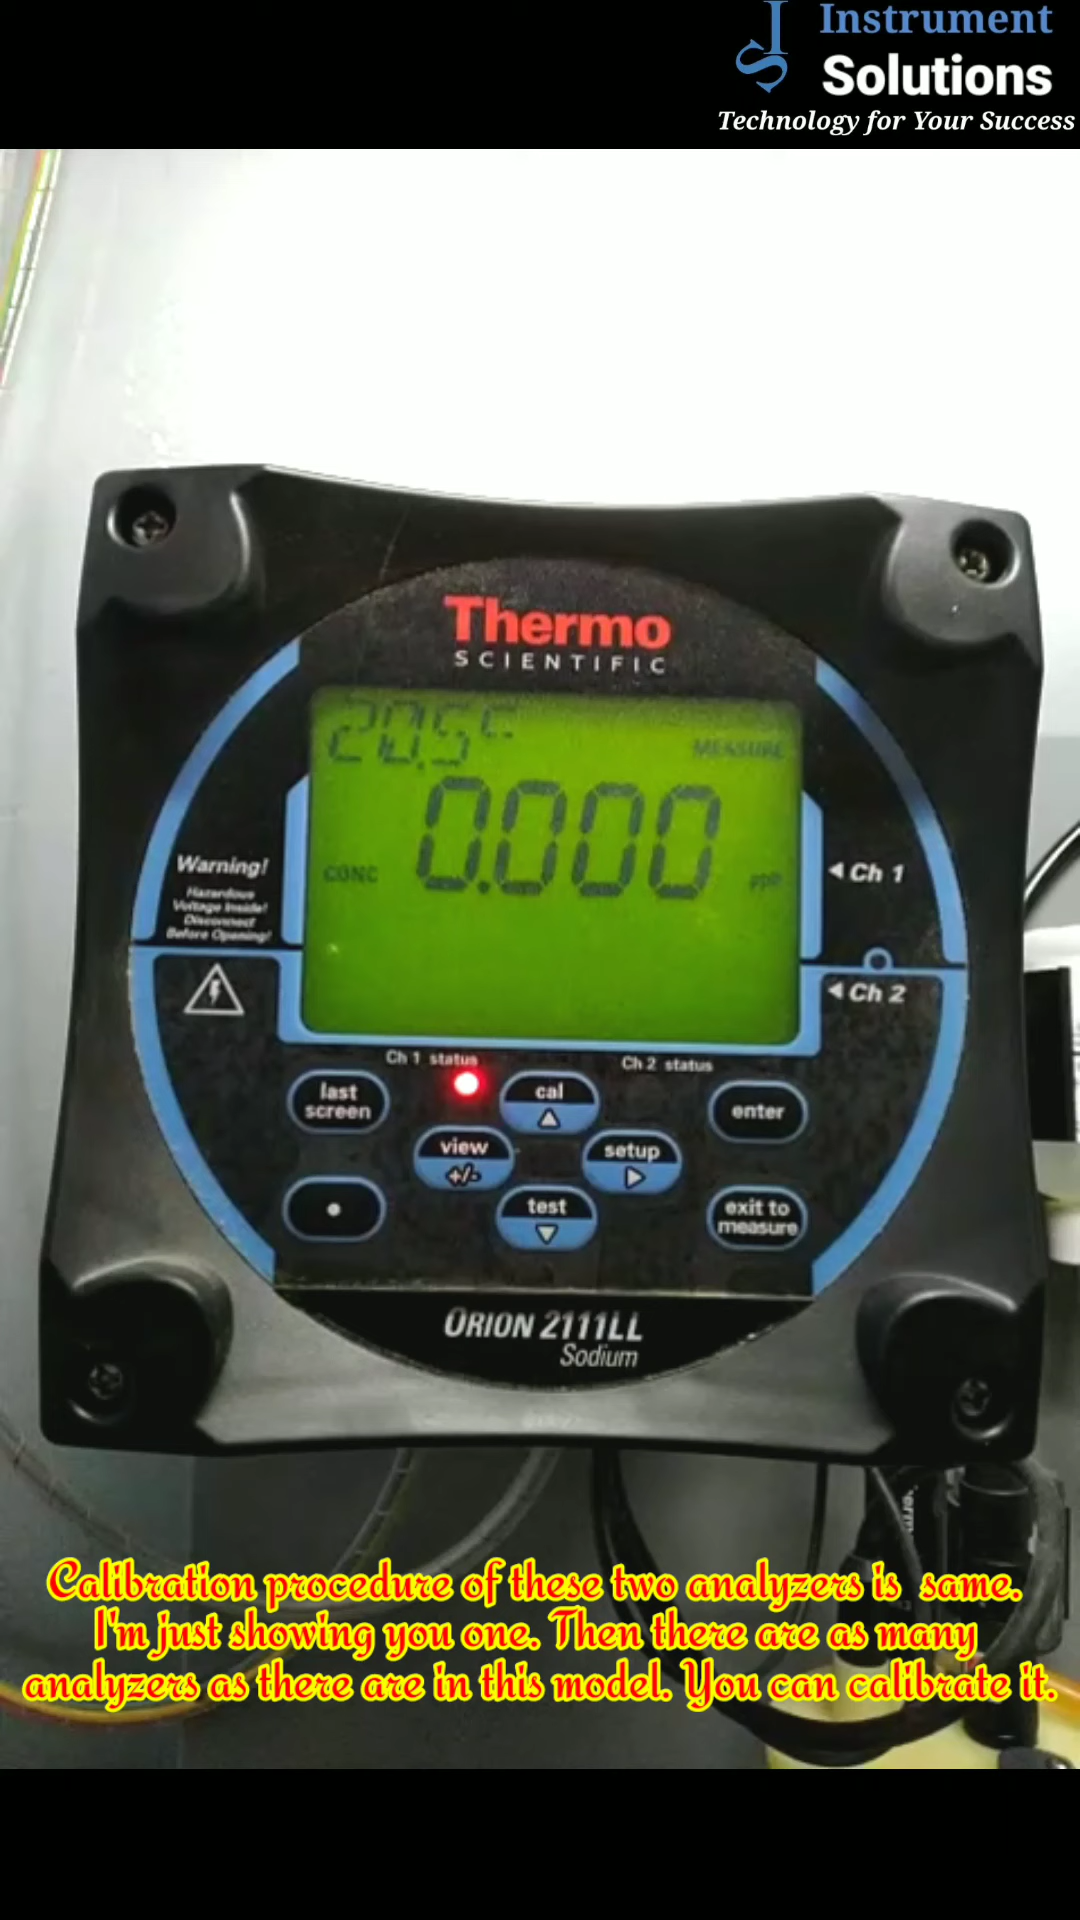 Instrument
Solutions
Technology for Your Success
Thermo
SCIENTIFIC
20.5C
MEASURE
0.000
CONC
Warning!
Hazardous
Voltage Inside!
Disconnect
Before Opening!
Ch 1
Ch 2
Ch 1 status
Ch 2 status
last
screen
cal
enter
view
+/-
setup
test
exit to
measure
ORION 2111LL
Sodium
Calibration procedure of these two analyzers is same.
I'm just showing you one. Then there are as many
analyzers as there are in this model. You can calibrate it.